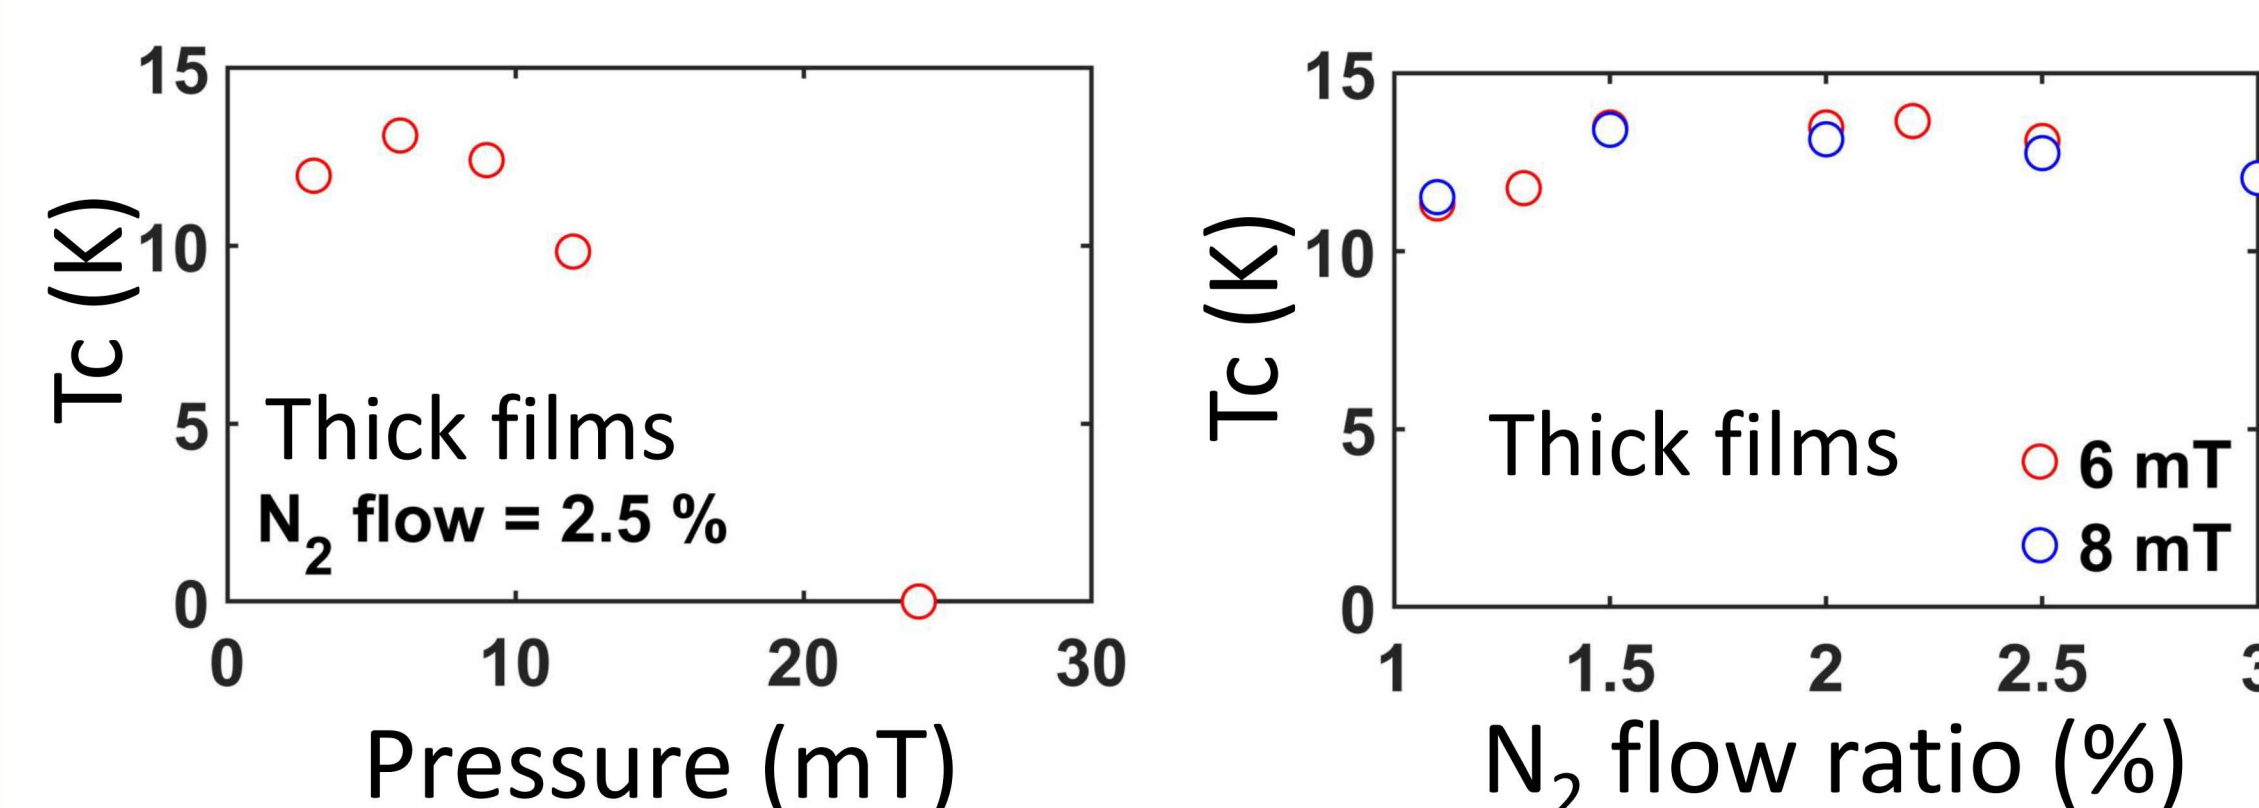 15
10
5
0
Tc (K)
Thick films
N2 flow = 2.5 %
0 10 20 30
Pressure (mT)
15
10
5
0
Tc (K)
Thick films
6 mT
8 mT
1 1.5 2 2.5 3
N2 flow ratio (%)